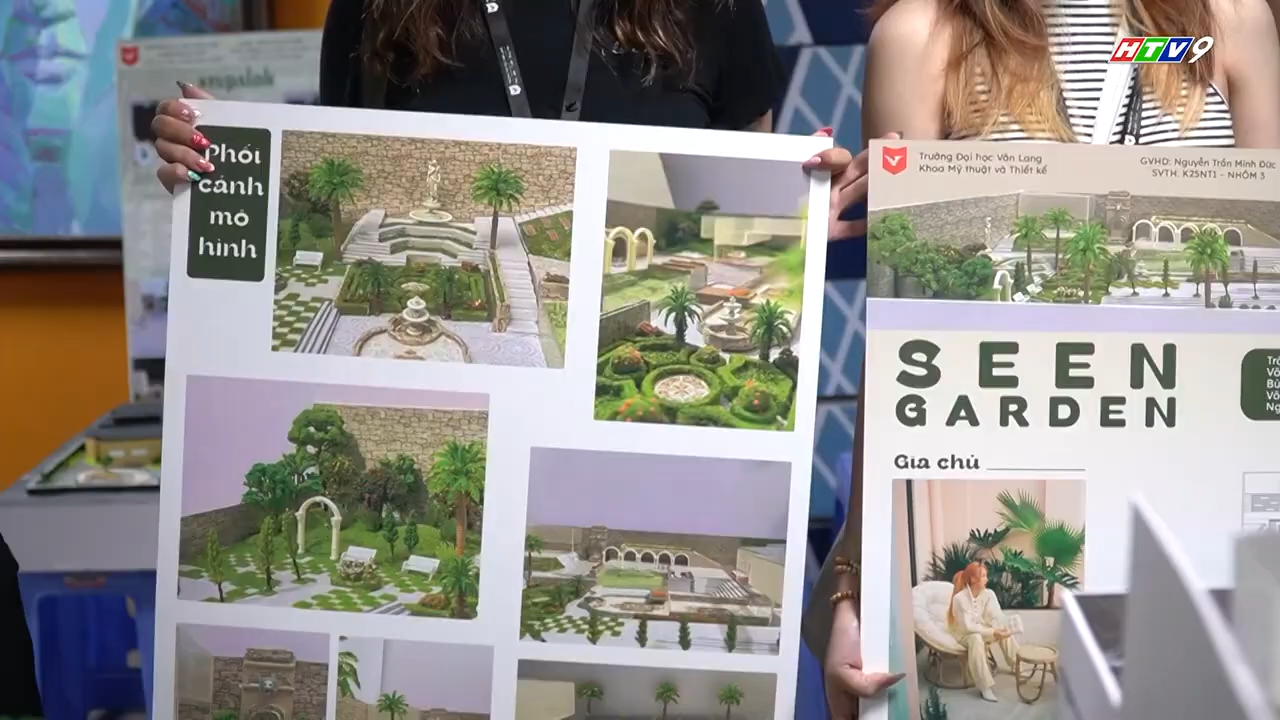 HTV9
Phối
cảnh
mô
hình
Trường Đại học Văn Lang
Khoa Mỹ thuật và Thiết kế
GVHD: Nguyễn Trần Minh Đức
SVTH: K25NT1 - NHÓM 3
SEEN
GARDEN
Gia chủ